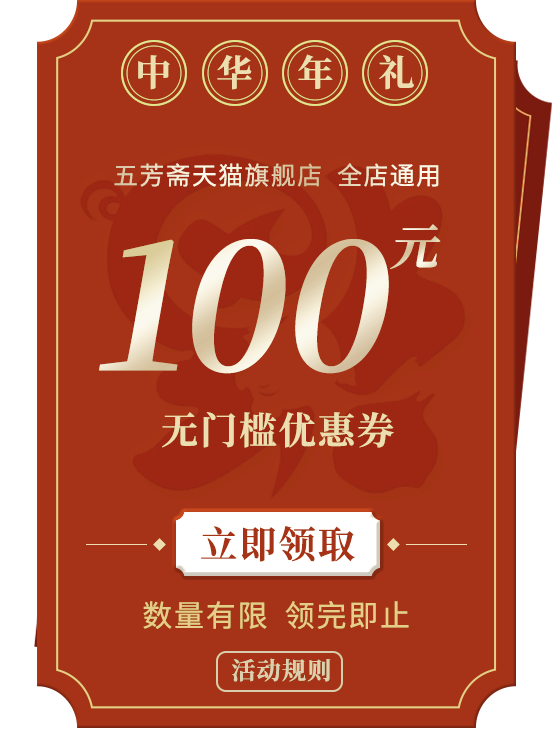 中华年礼
五芳斋天猫旗舰店 全店通用
100元
无门槛优惠券
立即领取
数量有限 领完即止
活动规则